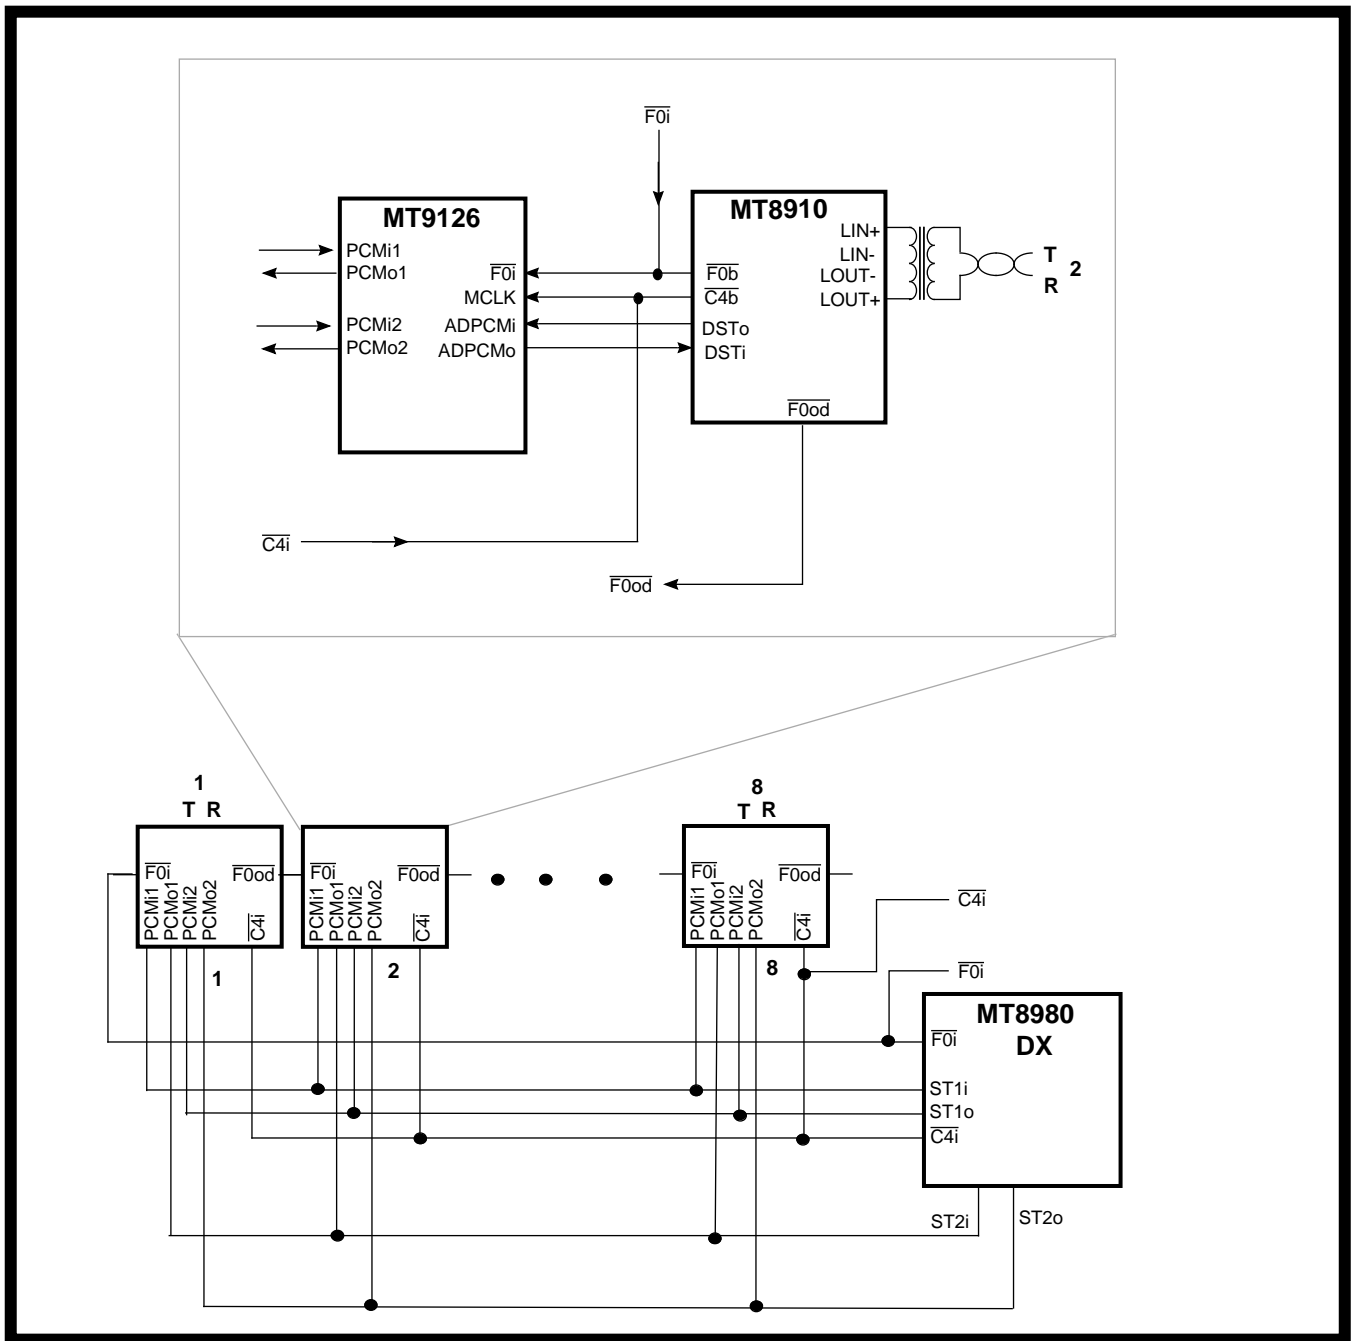 F0i
MT9126
MT8910
PCMi1
PCMo1
PCMi2
PCMo2
F0i
MCLK
ADPCMi
ADPCMo
F0b
C4b
DSTo
DSTi
LIN+
LIN-
LOUT-
LOUT+
F0od
T
R
2
C4i
F0od
1
T R
F0i
F0od
PCMi1
PCMo1
PCMi2
PCMo2
C4i
1
F0i
F0od
PCMi1
PCMo1
PCMi2
PCMo2
C4i
2
8
T R
F0i
F0od
PCMi1
PCMo1
PCMi2
PCMo2
C4i
8
C4i
F0i
MT8980
DX
F0i
ST1i
ST1o
C4i
ST2i
ST2o